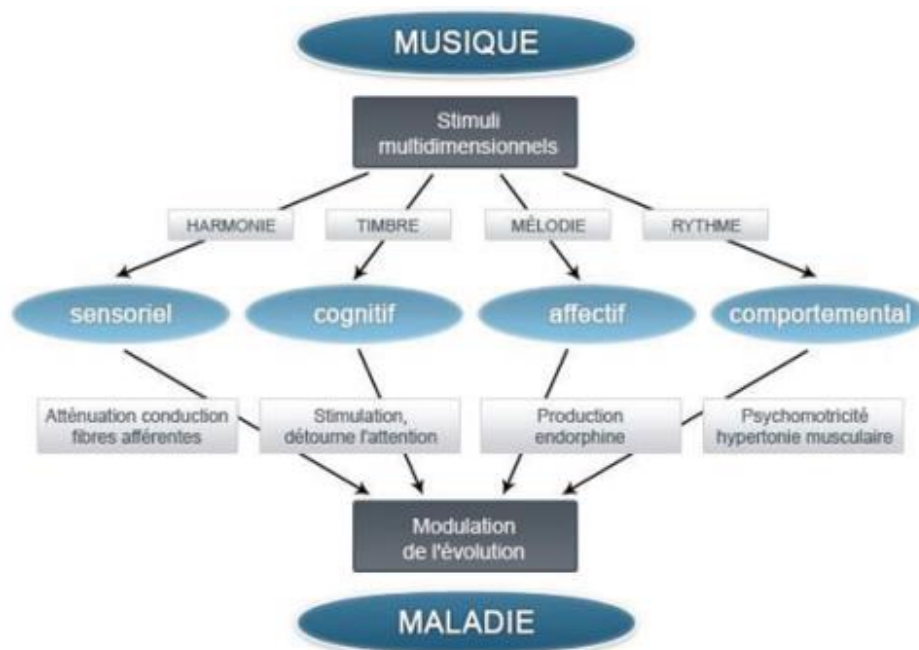 MUSIQUE
Stimuli
multidimensionnels
HARMONIE
TIMBRE
MÉLODIE
RYTHME
sensoriel
cognitif
affectif
comportemental
Atténuation conduction
fibres afférentes
Stimulation,
détourne l'attention
Production
endorphine
Psychomotricité
hypertonie musculaire
Modulation
de l'évolution
MALADIE